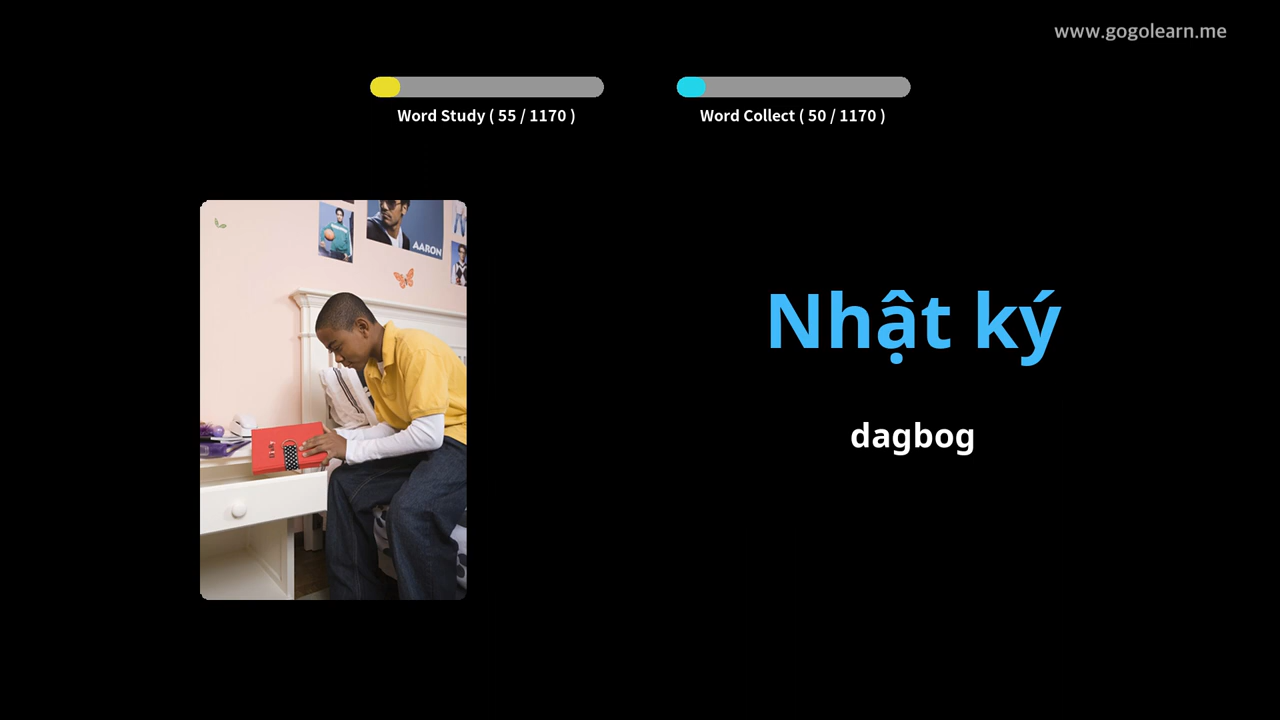 www.gogolearn.me
Word Study ( 55 / 1170 )
Word Collect ( 50 / 1170 )
AARON
Nhật ký
dagbog